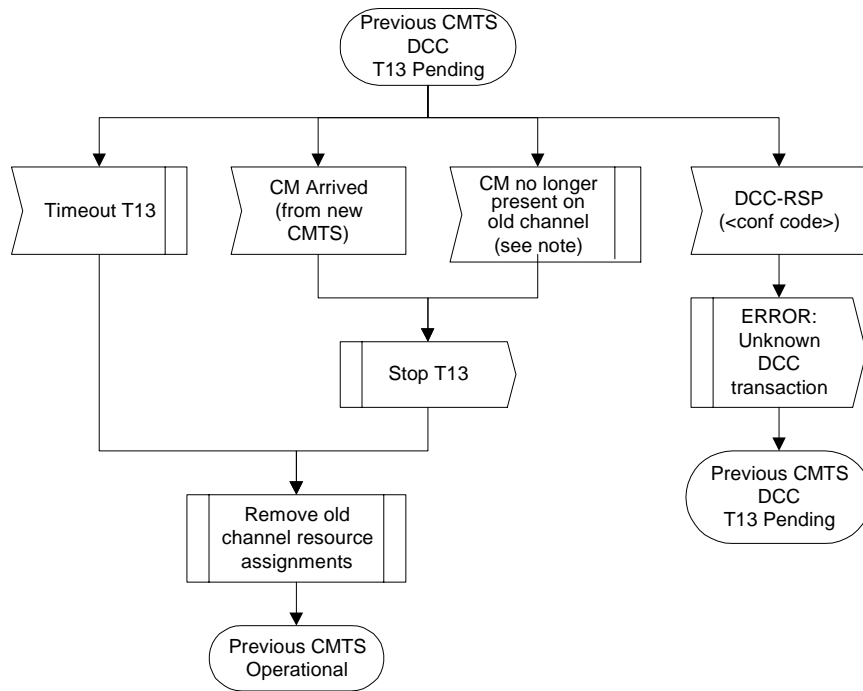 Previous CMTS
DCC
T13 Pending
Timeout T13
CM Arrived
(from new
CMTS)
CM no longer
present on
old channel
(see note)
DCC-RSP
(<conf code>)
Stop T13
ERROR:
Unknown
DCC
transaction
Remove old
channel resource
assignments
Previous CMTS
DCC
T13 Pending
Previous CMTS
Operational